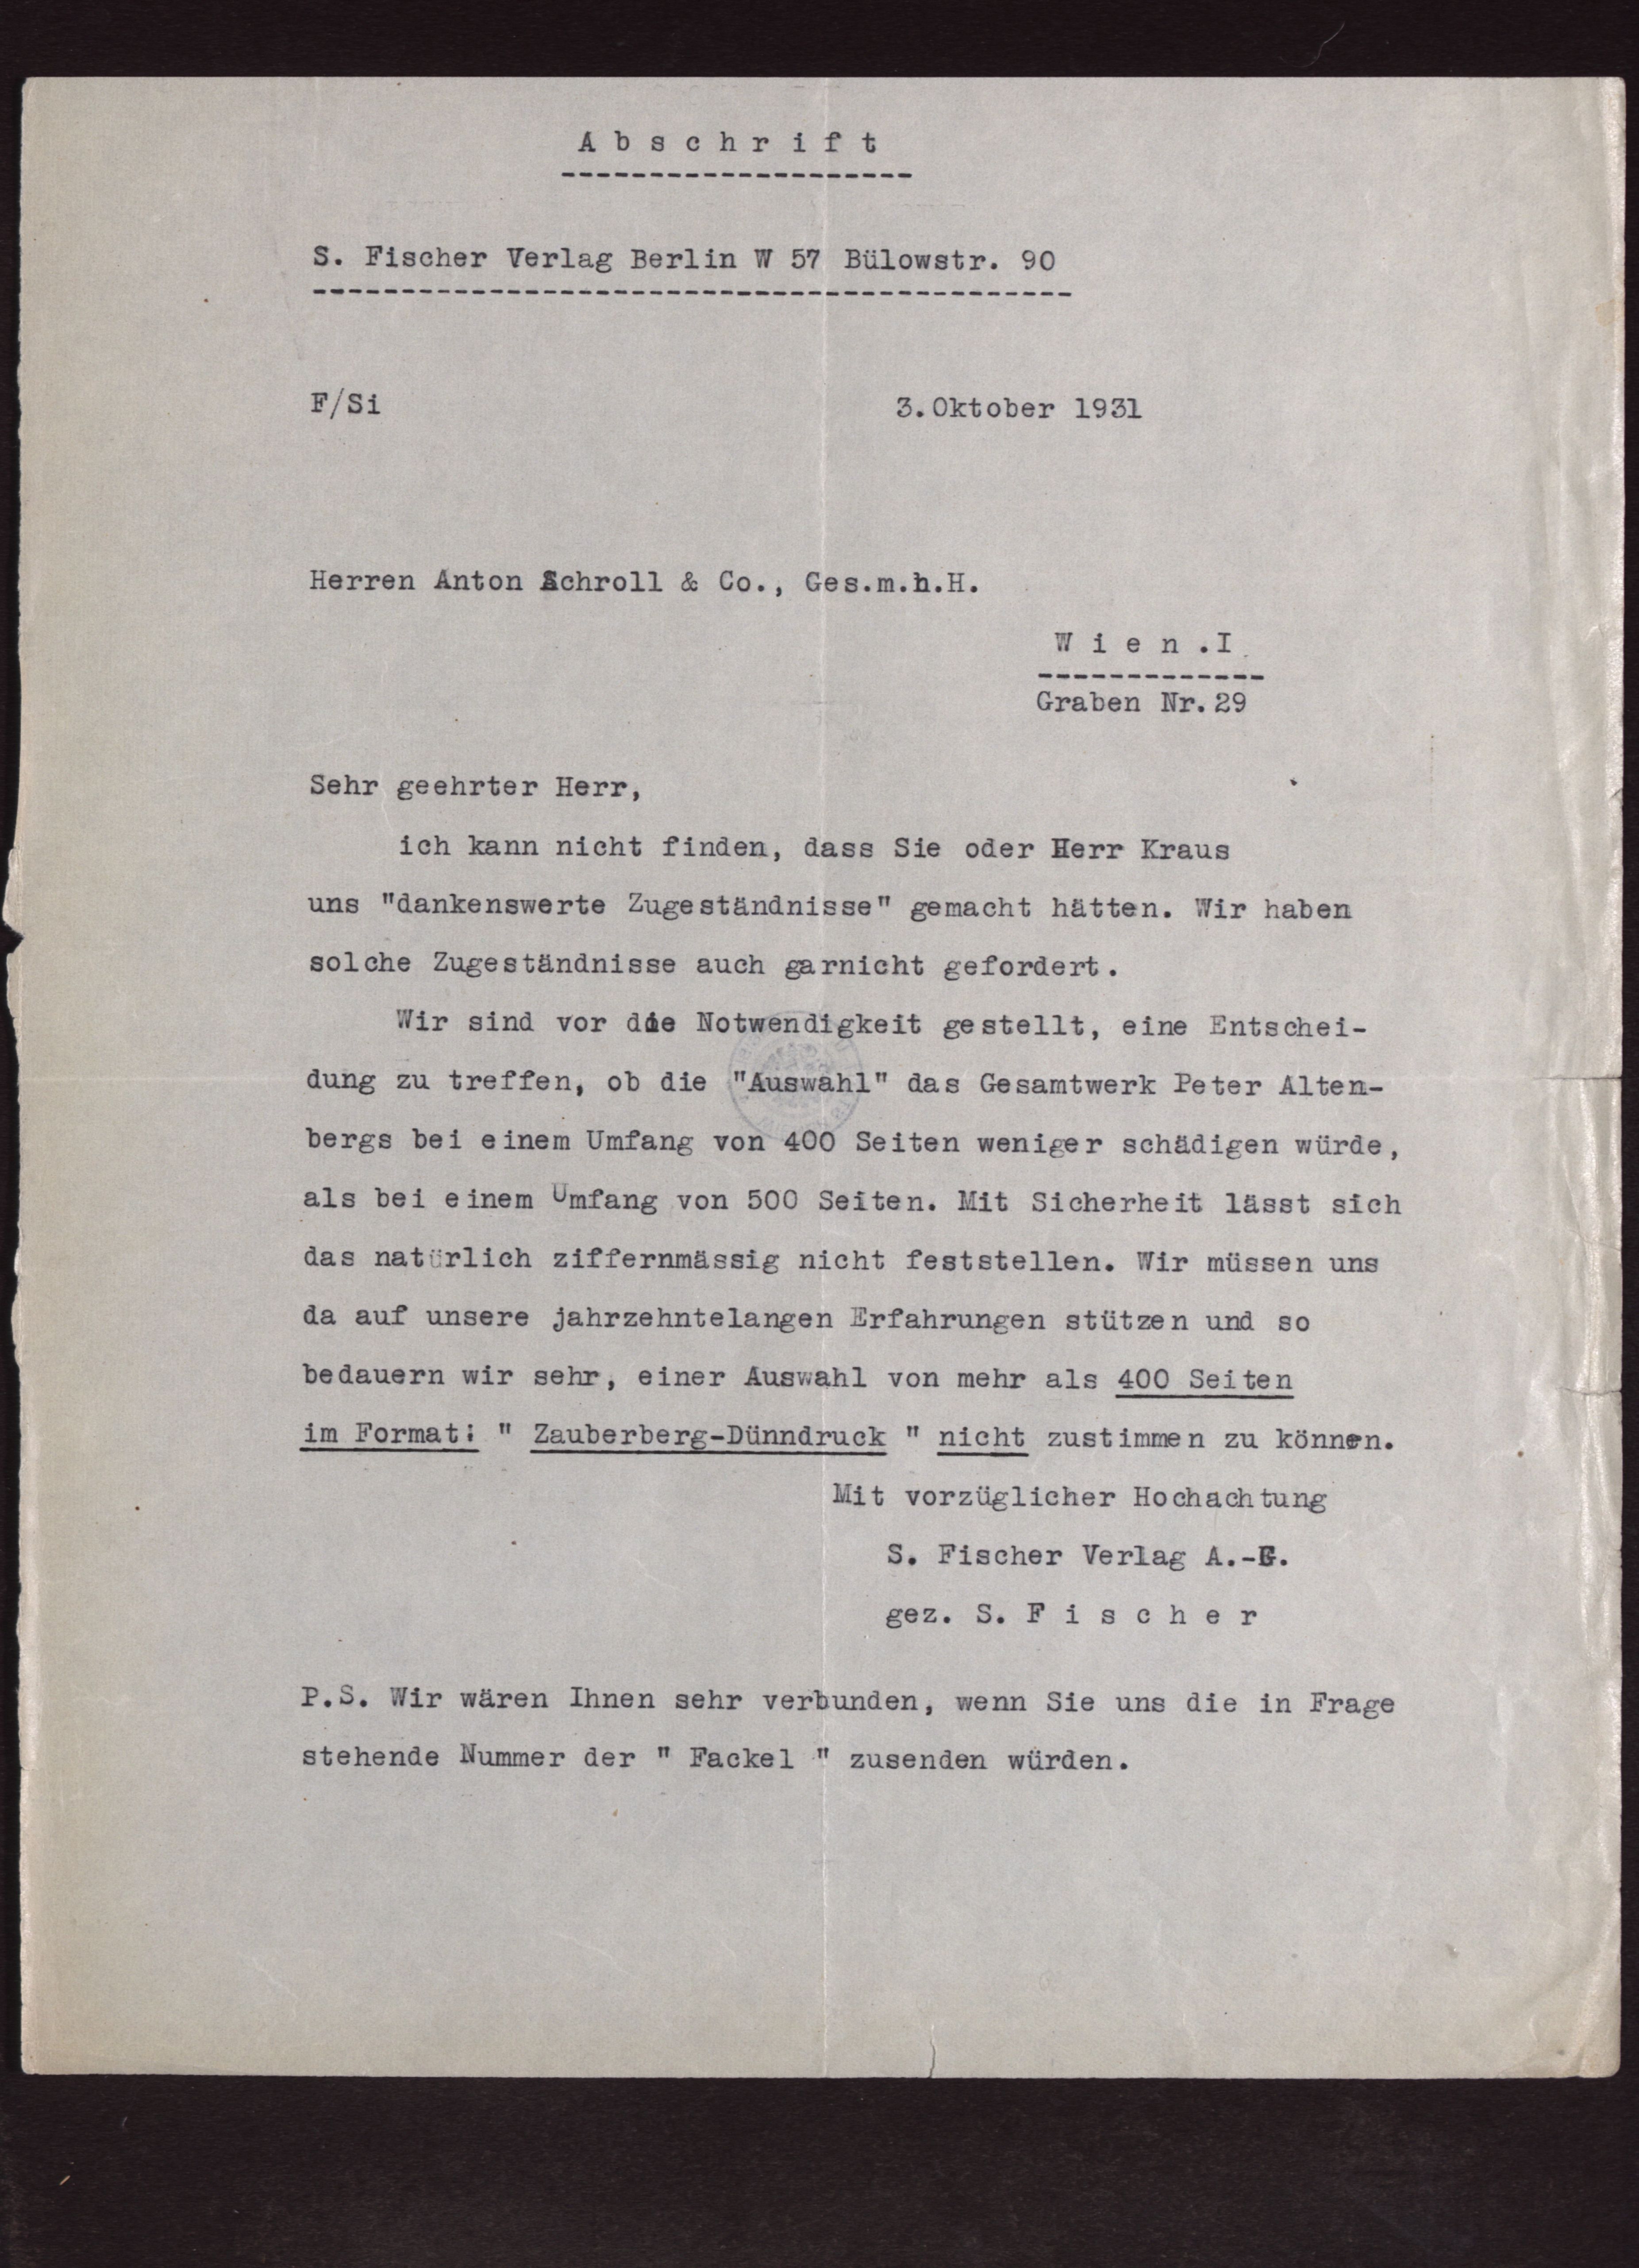 A b s c h r i f t
S. Fischer Verlag Berlin W 57 Bülowstr. 90
F/Si
3.Oktober 1931
Herren Anton Schroll & Co., Ges.m.b.H.
W i e n .I
Graben Nr.29
Sehr geehrter Herr,
ich kann nicht finden, dass Sie oder Herr Kraus
uns "dankenswerte Zugeständnisse" gemacht hätten. Wir haben
solche Zugeständnisse auch garnicht gefordert.
Wir sind vor die Notwendigkeit gestellt, eine Entschei-
dung zu treffen, ob die "Auswahl" das Gesamtwerk Peter Alten-
bergs bei einem Umfang von 400 Seiten weniger schädigen würde,
als bei einem Umfang von 500 Seiten. Mit Sicherheit lässt sich
das natürlich ziffernmässig nicht feststellen. Wir müssen uns
da auf unsere jahrzehntelangen Erfahrungen stützen und so
bedauern wir sehr, einer Auswahl von mehr als 400 Seiten
im Format: " Zauberberg-Dünndruck " nicht zustimmen zu können.
Mit vorzüglicher Hochachtung
S. Fischer Verlag A.-G.
gez. S. F i s c h e r
P.S. Wir wären Ihnen sehr verbunden, wenn Sie uns die in Frage
stehende Nummer der " Fackel " zusenden würden.